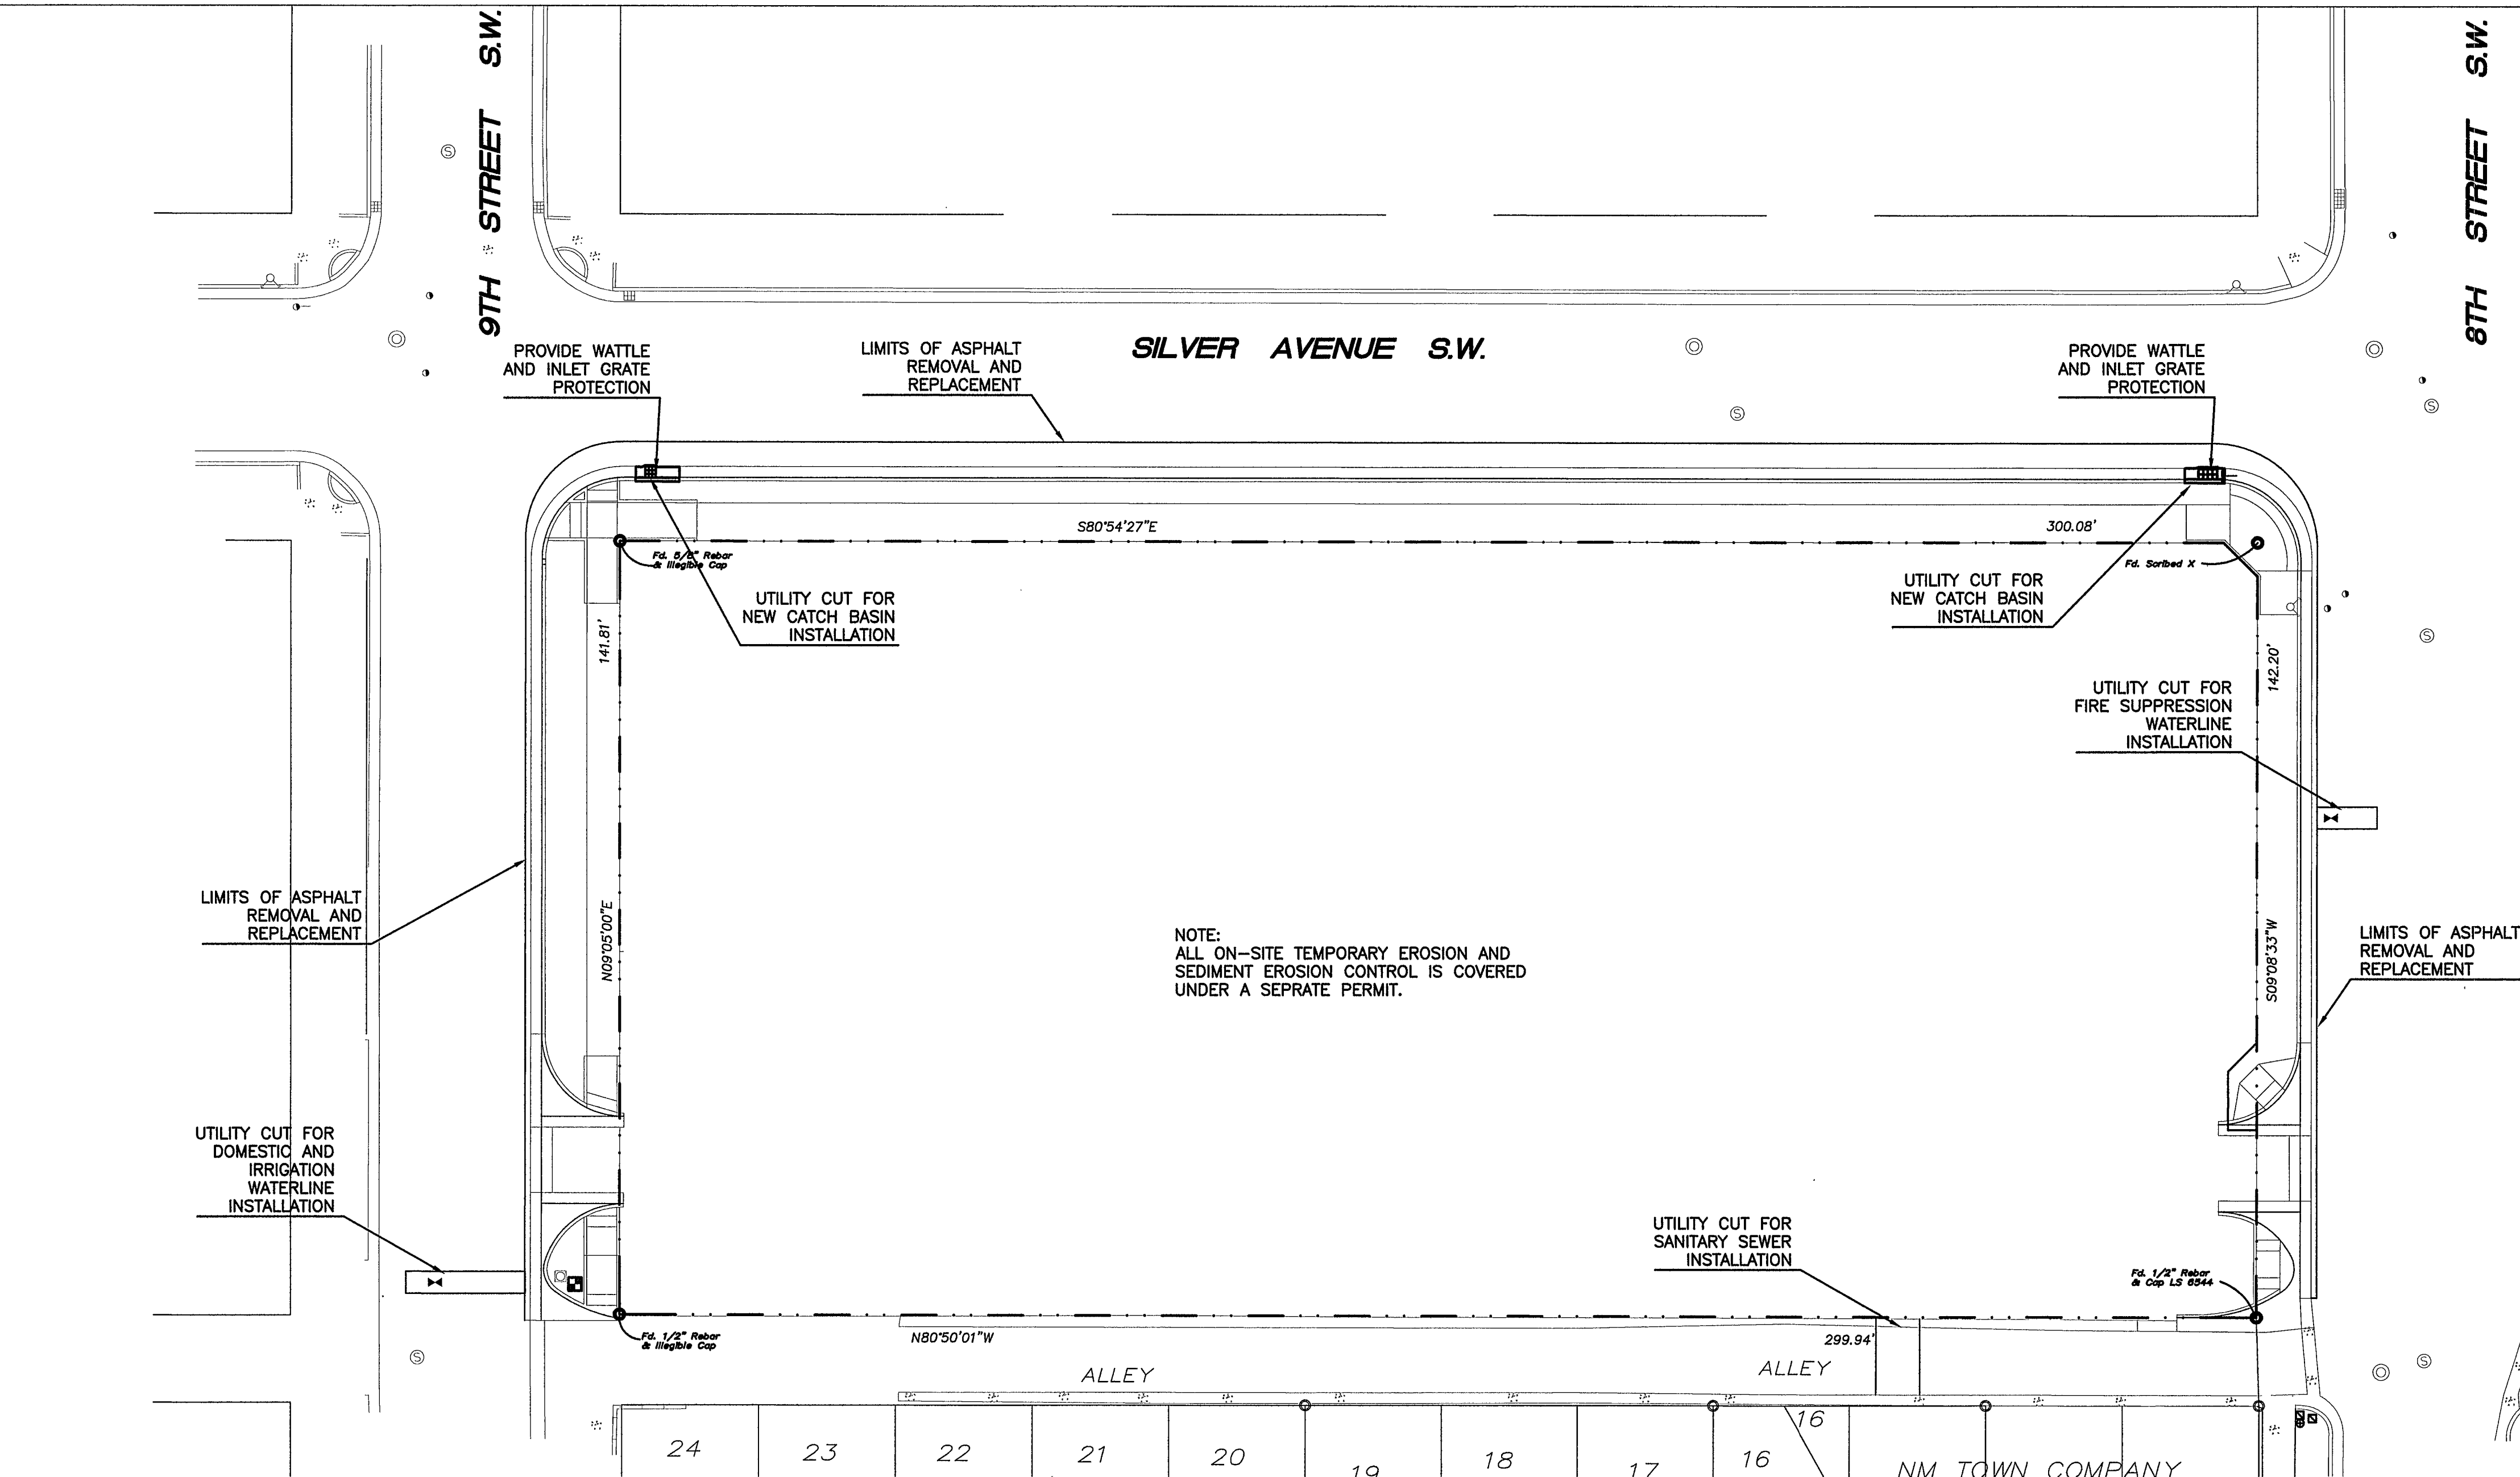 9TH STREET S.W.
8TH STREET S.W.
SILVER AVENUE S.W.
PROVIDE WATTLE
AND INLET GRATE
PROTECTION
LIMITS OF ASPHALT
REMOVAL AND
REPLACEMENT
PROVIDE WATTLE
AND INLET GRATE
PROTECTION
S80°54'27"E
300.08'
Fd. 5/8" Rebar
& Illegible Cap
Fd. Scribed X
UTILITY CUT FOR
NEW CATCH BASIN
INSTALLATION
UTILITY CUT FOR
NEW CATCH BASIN
INSTALLATION
141.81'
142.20'
UTILITY CUT FOR
FIRE SUPPRESSION
WATERLINE
INSTALLATION
LIMITS OF ASPHALT
REMOVAL AND
REPLACEMENT
N09°05'00"E
NOTE:
ALL ON-SITE TEMPORARY EROSION AND
SEDIMENT EROSION CONTROL IS COVERED
UNDER A SEPRATE PERMIT.
S09°08'33"W
LIMITS OF ASPHALT
REMOVAL AND
REPLACEMENT
UTILITY CUT FOR
DOMESTIC AND
IRRIGATION
WATERLINE
INSTALLATION
UTILITY CUT FOR
SANITARY SEWER
INSTALLATION
Fd. 1/2" Rebar
& Cap LS 6544
Fd. 1/2" Rebar
& Illegible Cap
N80°50'01"W
299.94'
ALLEY
ALLEY
S
S
S
S
S
S
24
23
22
21
20
19
18
17
16
16
NM TOWN COMPANY